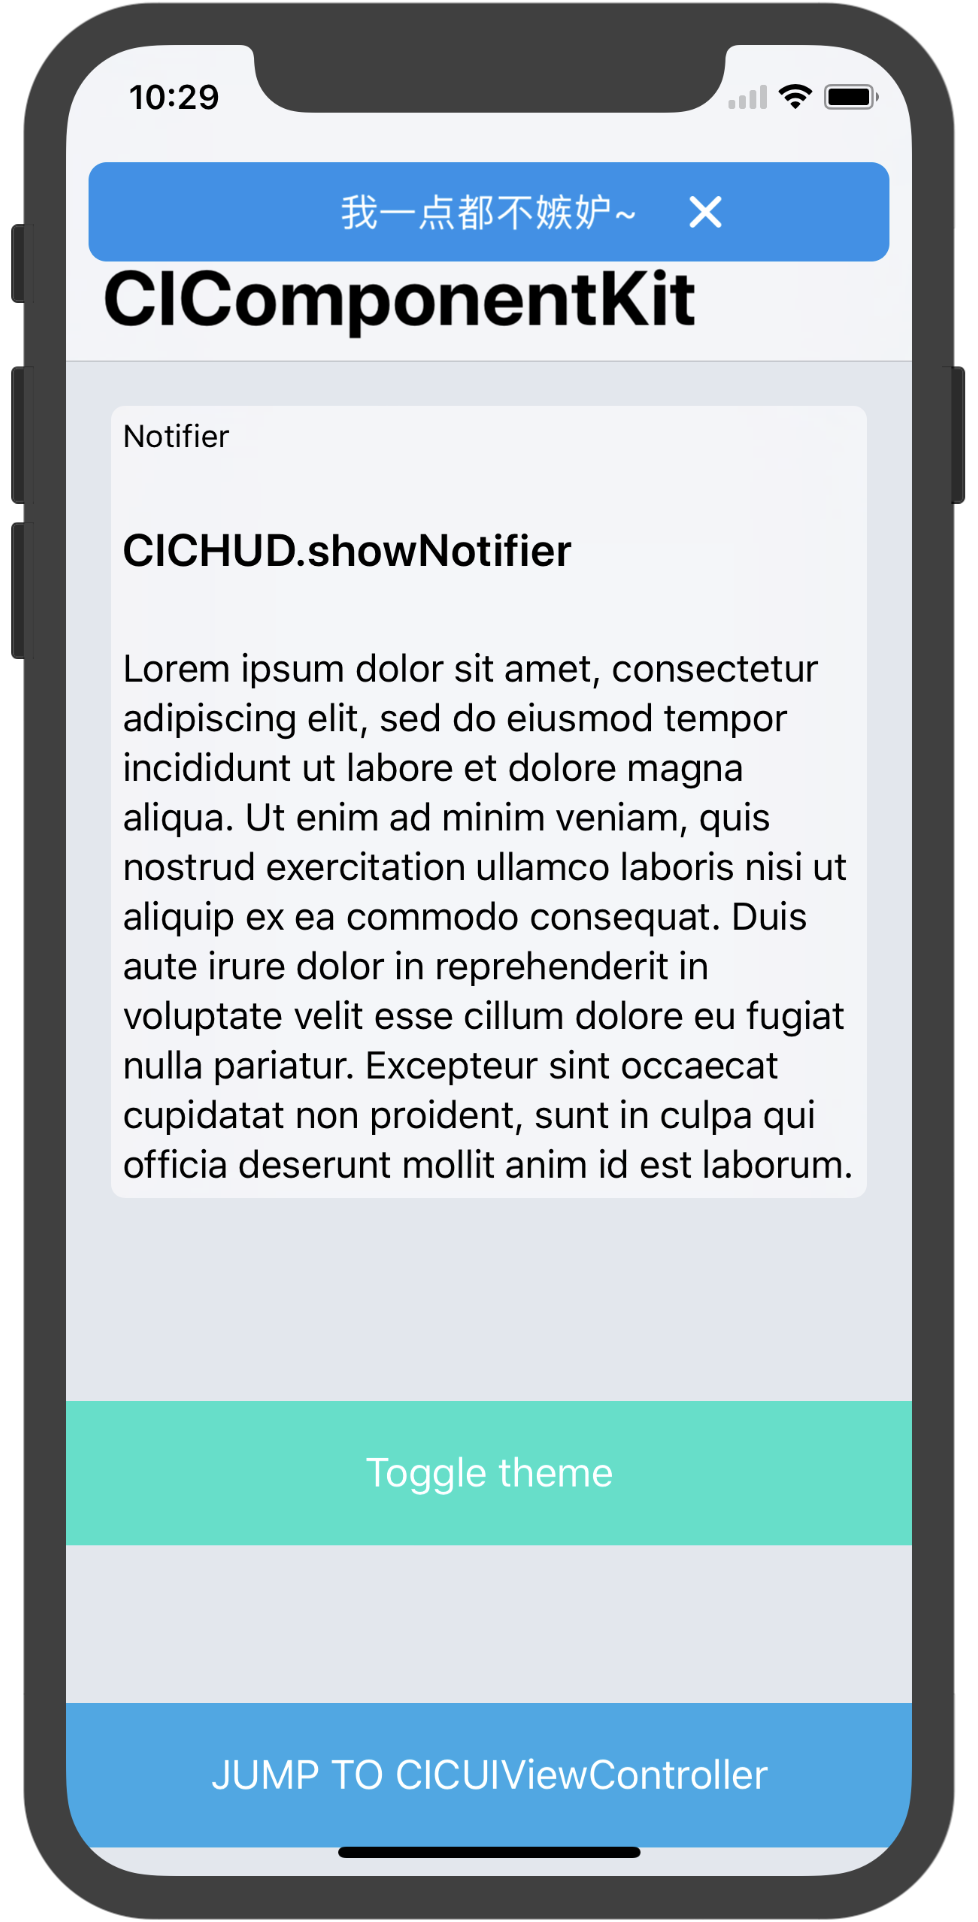 10:29
我一点都不嫉妒~
CIComponentKit
Notifier
CICHUD.showNotifier
Lorem ipsum dolor sit amet, consectetur
adipiscing elit, sed do eiusmod tempor
incididunt ut labore et dolore magna
aliqua. Ut enim ad minim veniam, quis
nostrud exercitation ullamco laboris nisi ut
aliquip ex ea commodo consequat. Duis
aute irure dolor in reprehenderit in
voluptate velit esse cillum dolore eu fugiat
nulla pariatur. Excepteur sint occaecat
cupidatat non proident, sunt in culpa qui
officia deserunt mollit anim id est laborum.
Toggle theme
JUMP TO CICUIViewController